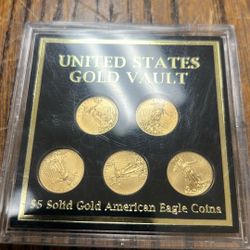 UNITED STATES
GOLD VAULT
$5 Solid Gold American Eagle Coins